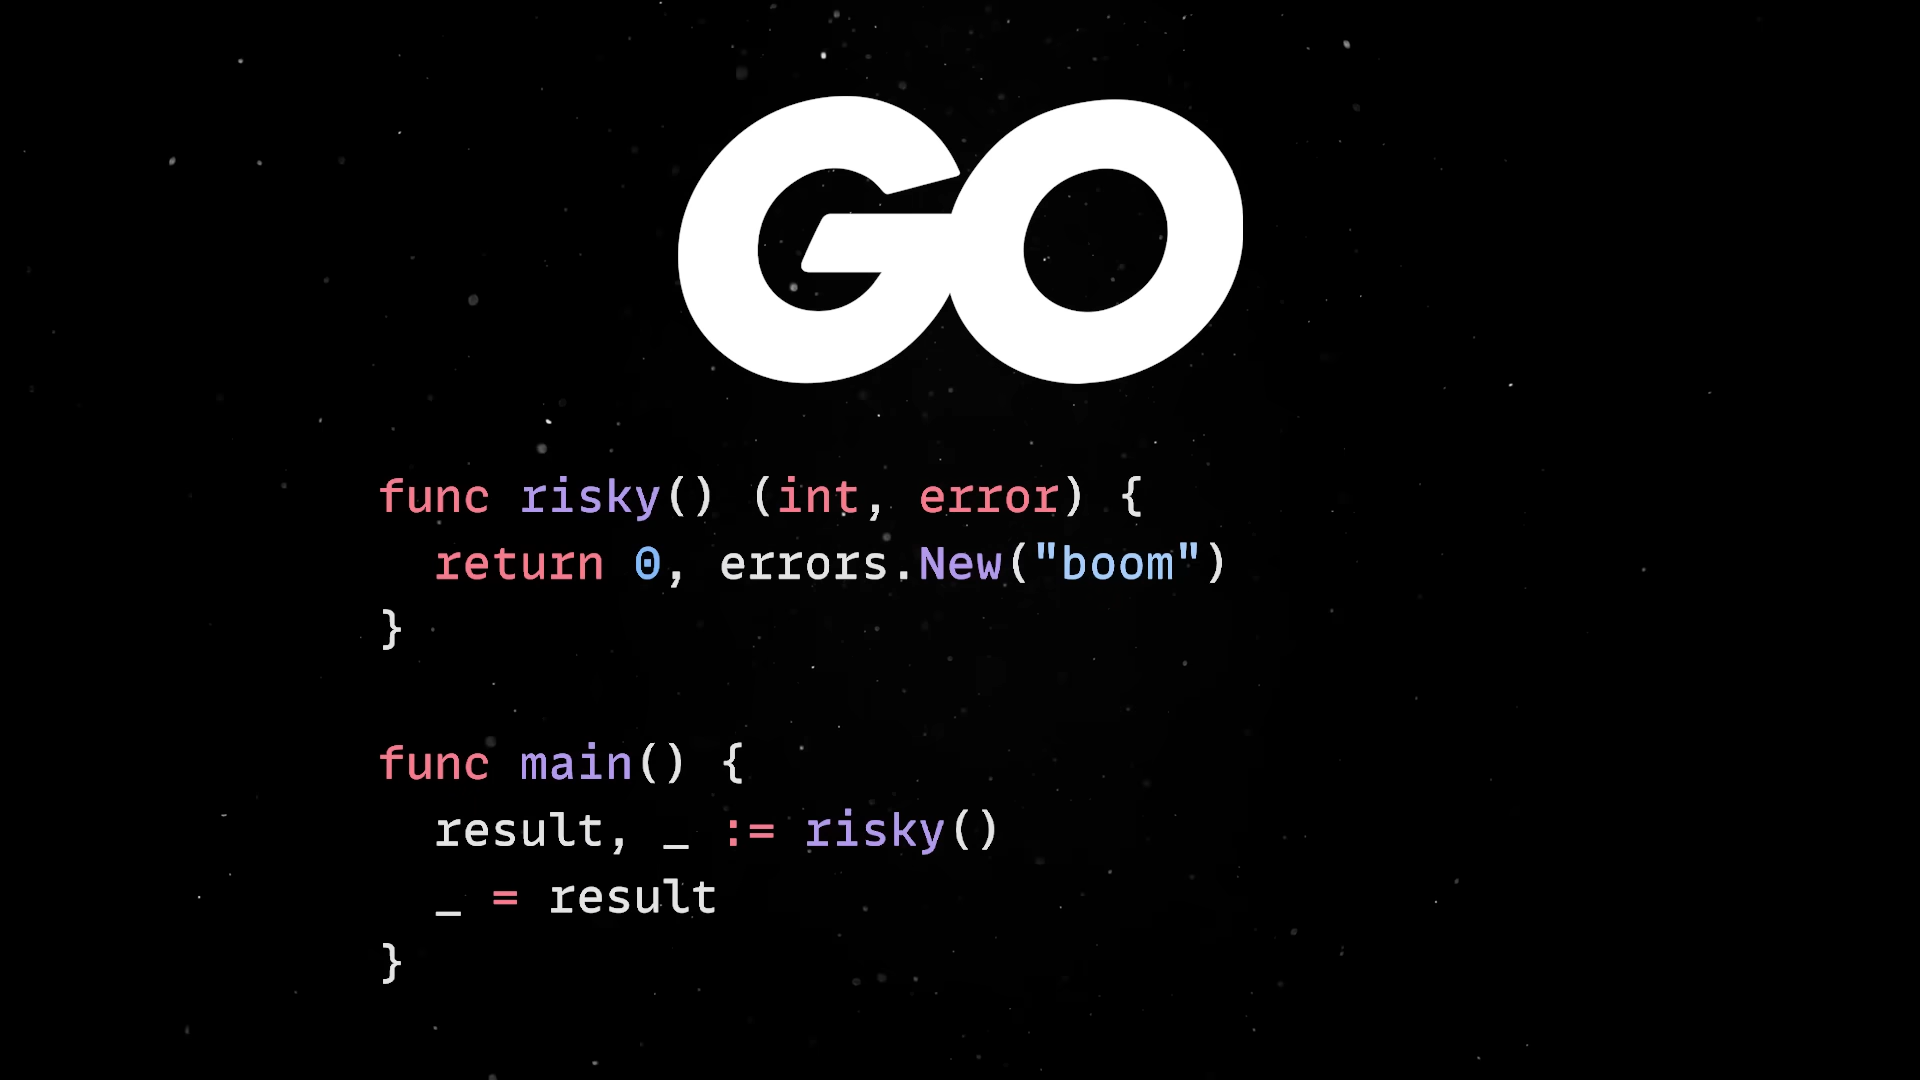 GO
func risky() (int, error) {
  return 0, errors.New("boom")
}
func main() {
  result, _ := risky()
  _ = result
}